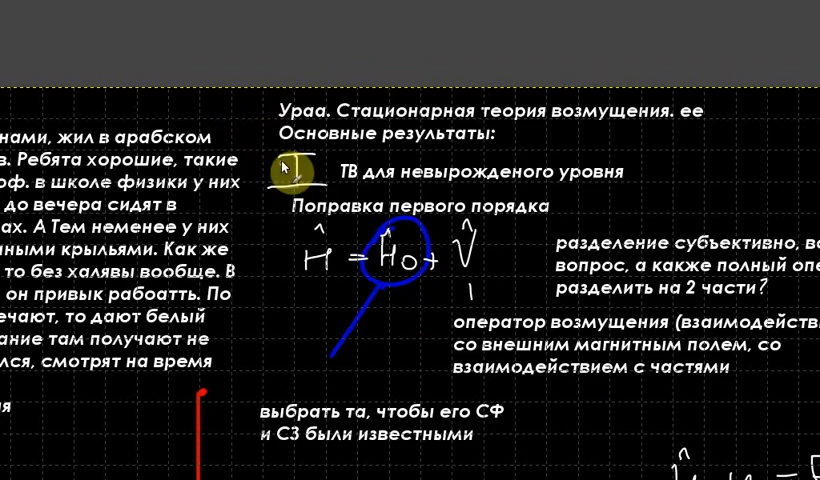 нами, жил в арабском
в. Ребята хорошие, такие
оф. в школе физики у них
до вечера сидят в
ах. А Тем неменее у них
иными крыльями. Как же
то без халявы вообще. В
он привык рабоатть. По
ечают, то дают белый
ание там получают не
лся, смотрят на время
ия
Ураа. Стационарная теория возмущения. ее
Основные результаты:
I ТВ для невырожденого уровня
Поправка первого порядка
Ĥ = Ĥ₀ + V̂
разделение субъективно, во
вопрос, а какже полный опе
разделить на 2 части?
оператор возмущения (взаимодейств
со внешним магнитным полем, со
взаимодействием с частями
выбрать та, чтобы его СФ
и СЗ были известными